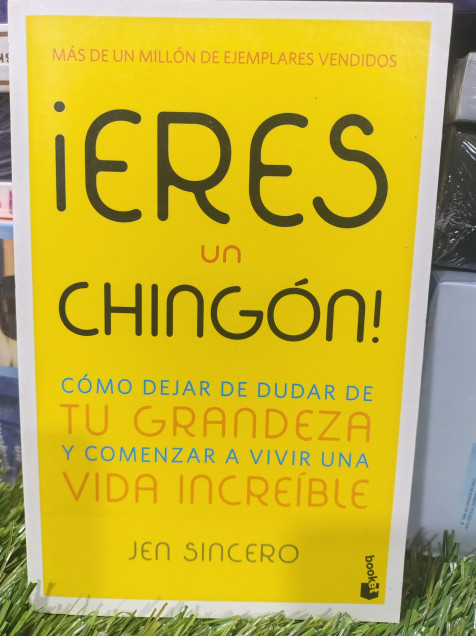 MÁS DE UN MILLÓN DE EJEMPLARES VENDIDOS
¡ERES
un
CHINGÓN!
CÓMO DEJAR DE DUDAR DE
TU GRANDEZA
Y COMENZAR A VIVIR UNA
VIDA INCREÍBLE
JEN SINCERO
booket